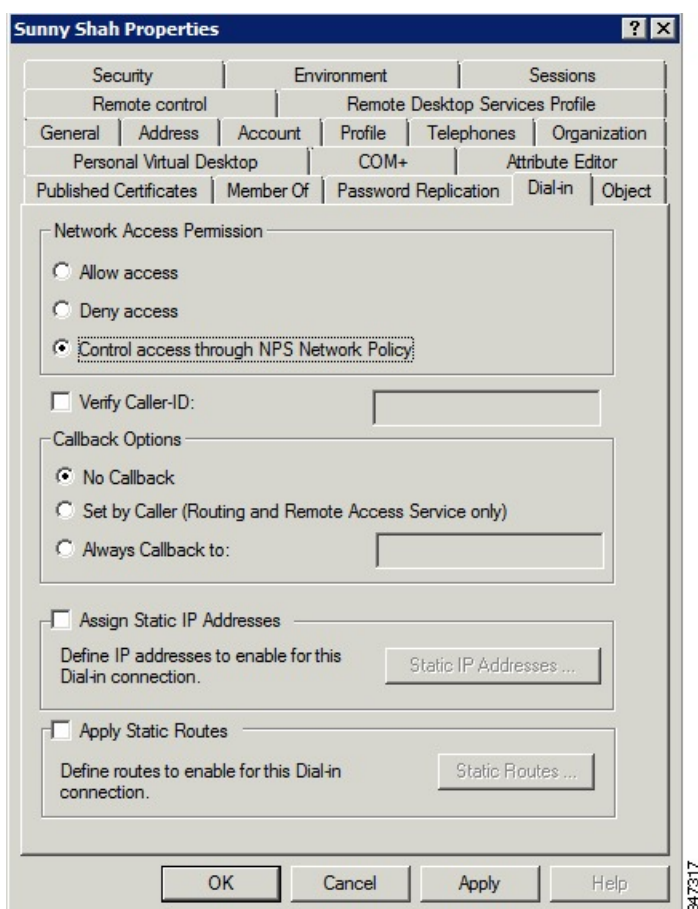 Sunny Shah Properties
Security Environment Sessions
Remote control Remote Desktop Services Profile
General Address Account Profile Telephones Organization
Personal Virtual Desktop COM+ Attribute Editor
Published Certificates Member Of Password Replication Dial-in Object
Network Access Permission
Allow access
Deny access
Control access through NPS Network Policy
Verify Caller-ID:
Callback Options
No Callback
Set by Caller (Routing and Remote Access Service only)
Always Callback to:
Assign Static IP Addresses
Define IP addresses to enable for this
Dial-in connection.
Static IP Addresses ...
Apply Static Routes
Define routes to enable for this Dial-in
connection.
Static Routes ...
OK Cancel Apply Help
347317